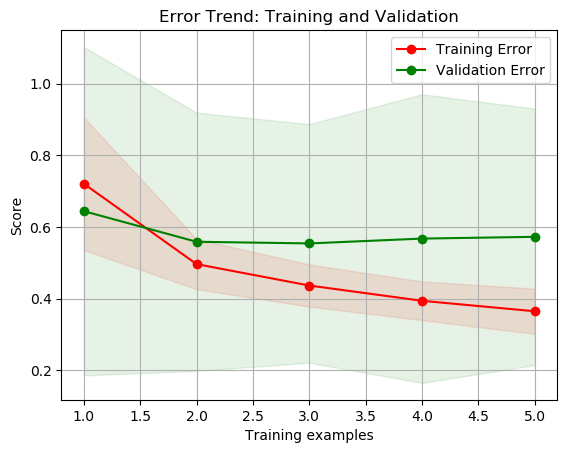 Error Trend: Training and Validation
Training Error
Validation Error
Score
1.0
0.8
0.6
0.4
0.2
1.0 1.5 2.0 2.5 3.0 3.5 4.0 4.5 5.0
Training examples